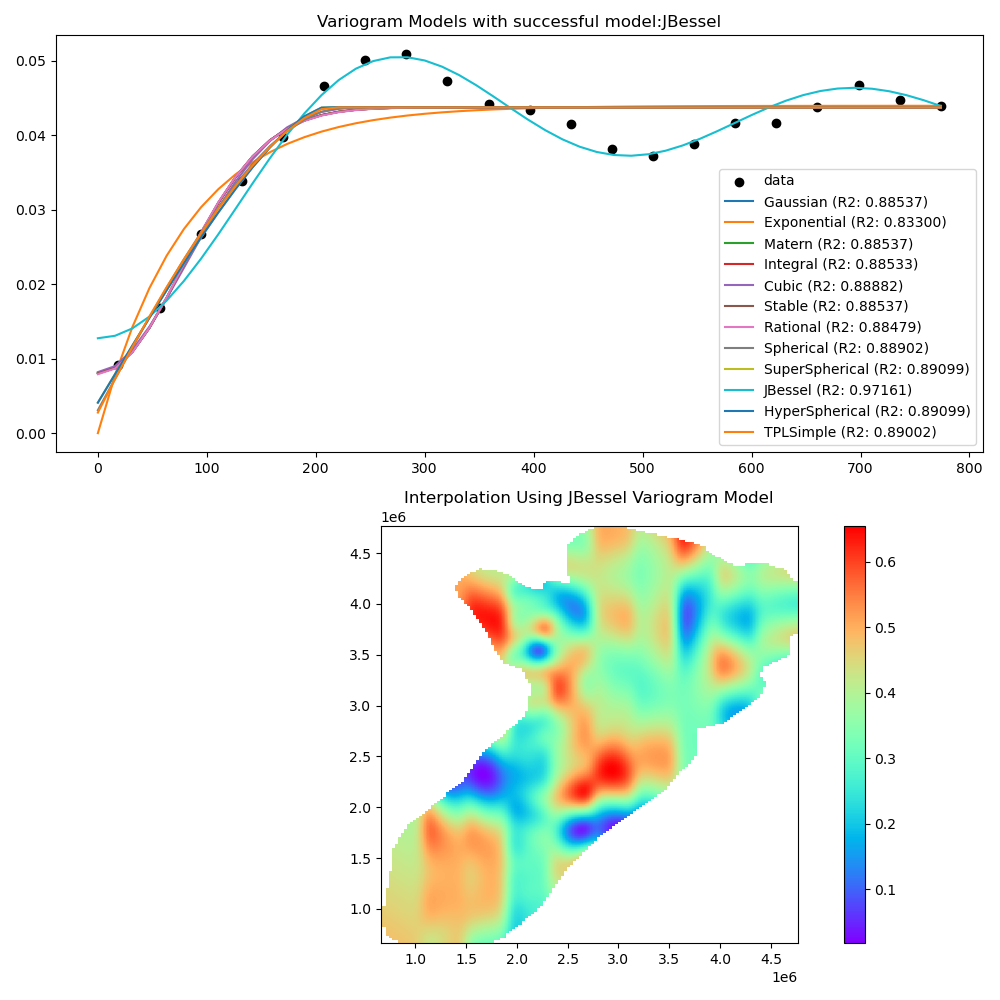 Variogram Models with successful model:JBessel
0.05
0.04
0.03
0.02
0.01
0.00
data
Gaussian (R2: 0.88537)
Exponential (R2: 0.83300)
Matern (R2: 0.88537)
Integral (R2: 0.88533)
Cubic (R2: 0.88882)
Stable (R2: 0.88537)
Rational (R2: 0.88479)
Spherical (R2: 0.88902)
SuperSpherical (R2: 0.89099)
JBessel (R2: 0.97161)
HyperSpherical (R2: 0.89099)
TPLSimple (R2: 0.89002)
0 100 200 300 400 500 600 700 800
Interpolation Using JBessel Variogram Model
1e6
4.5
4.0
3.5
3.0
2.5
2.0
1.5
1.0
1.0 1.5 2.0 2.5 3.0 3.5 4.0 4.5
1e6
0.6
0.5
0.4
0.3
0.2
0.1